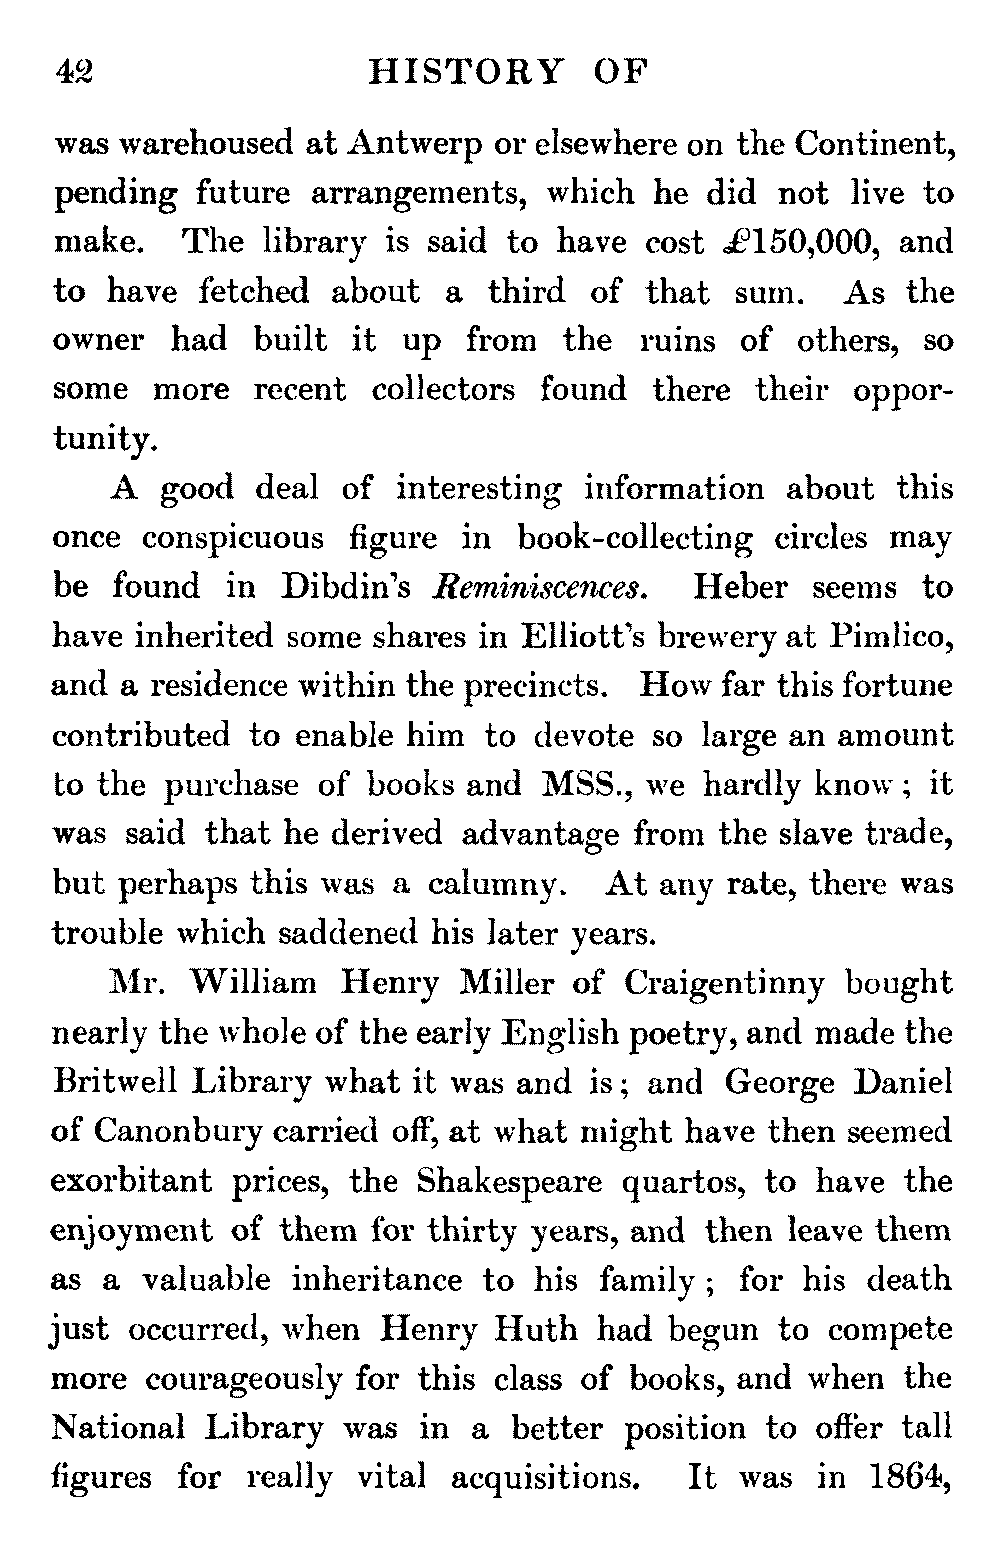 42 HISTORY OF
was warehoused at Antwerp or elsewhere on the Continent,
pending future arrangements, which he did not live to
make. The library is said to have cost £150,000, and
to have fetched about a third of that sum. As the
owner had built it up from the ruins of others, so
some more recent collectors found there their oppor-
tunity.
A good deal of interesting information about this
once conspicuous figure in book-collecting circles may
be found in Dibdin's Reminiscences. Heber seems to
have inherited some shares in Elliott's brewery at Pimlico,
and a residence within the precincts. How far this fortune
contributed to enable him to devote so large an amount
to the purchase of books and MSS., we hardly know; it
was said that he derived advantage from the slave trade,
but perhaps this was a calumny. At any rate, there was
trouble which saddened his later years.
Mr. William Henry Miller of Craigentinny bought
nearly the whole of the early English poetry, and made the
Britwell Library what it was and is; and George Daniel
of Canonbury carried off, at what might have then seemed
exorbitant prices, the Shakespeare quartos, to have the
enjoyment of them for thirty years, and then leave them
as a valuable inheritance to his family; for his death
just occurred, when Henry Huth had begun to compete
more courageously for this class of books, and when the
National Library was in a better position to offer tall
figures for really vital acquisitions. It was in 1864,